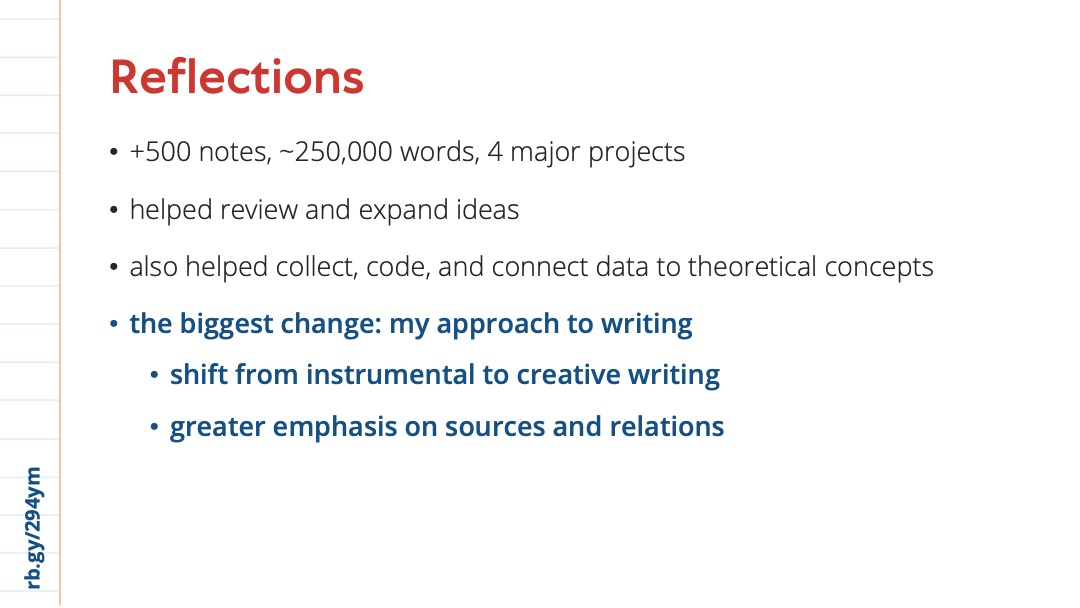 Reflections
• +500 notes, ~250,000 words, 4 major projects
• helped review and expand ideas
• also helped collect, code, and connect data to theoretical concepts
• the biggest change: my approach to writing
• shift from instrumental to creative writing
• greater emphasis on sources and relations
rb.gy/294ym